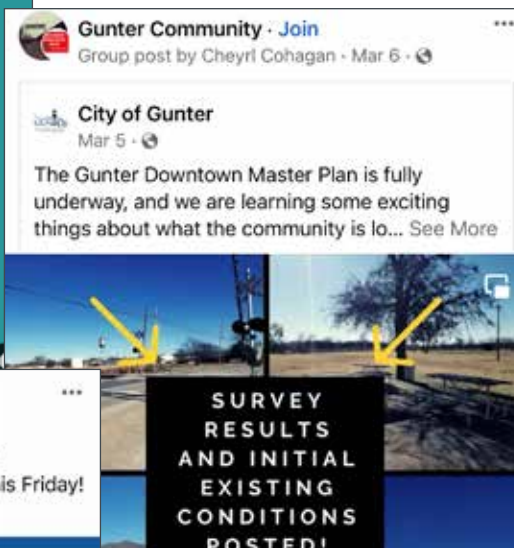 Gunter Community · Join
Group post by Cheyrl Cohagan · Mar 6 ·
City of Gunter
Mar 5 ·
The Gunter Downtown Master Plan is fully
underway, and we are learning some exciting
things about what the community is lo... See More
SURVEY
RESULTS
AND INITIAL
EXISTING
CONDITIONS
POSTED!
is Friday!